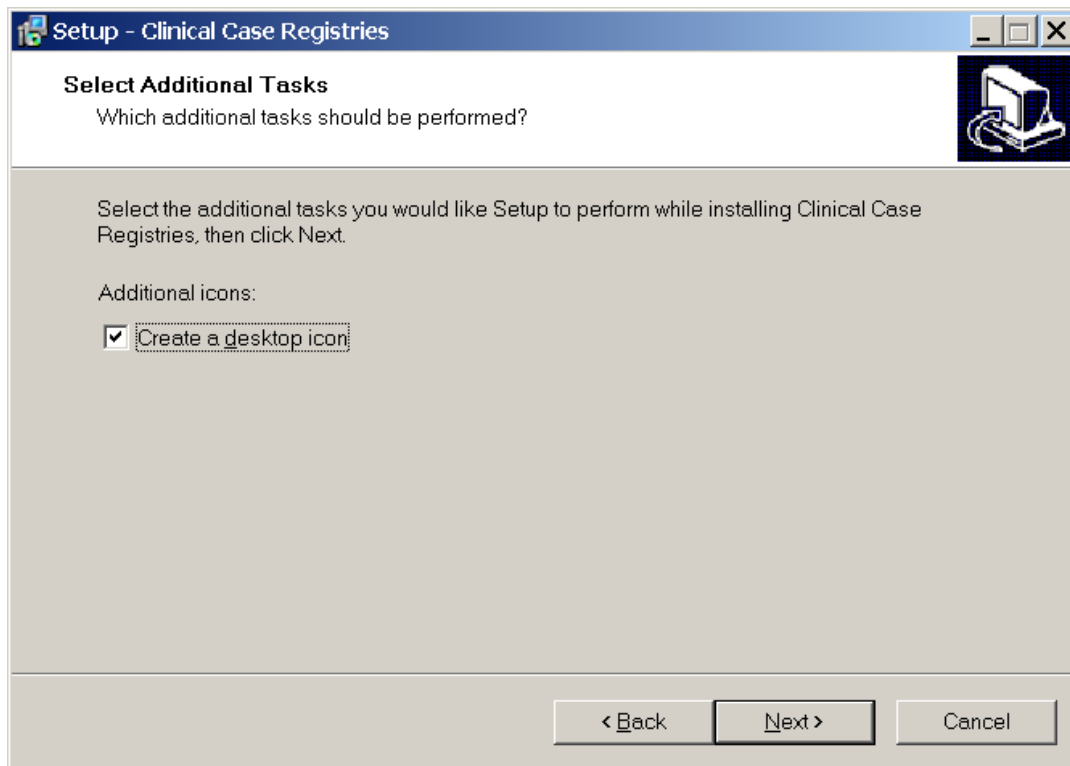 Setup - Clinical Case Registries
Select Additional Tasks
Which additional tasks should be performed?
Select the additional tasks you would like Setup to perform while installing Clinical Case
Registries, then click Next.
Additional icons:
Create a desktop icon
< Back
Next >
Cancel